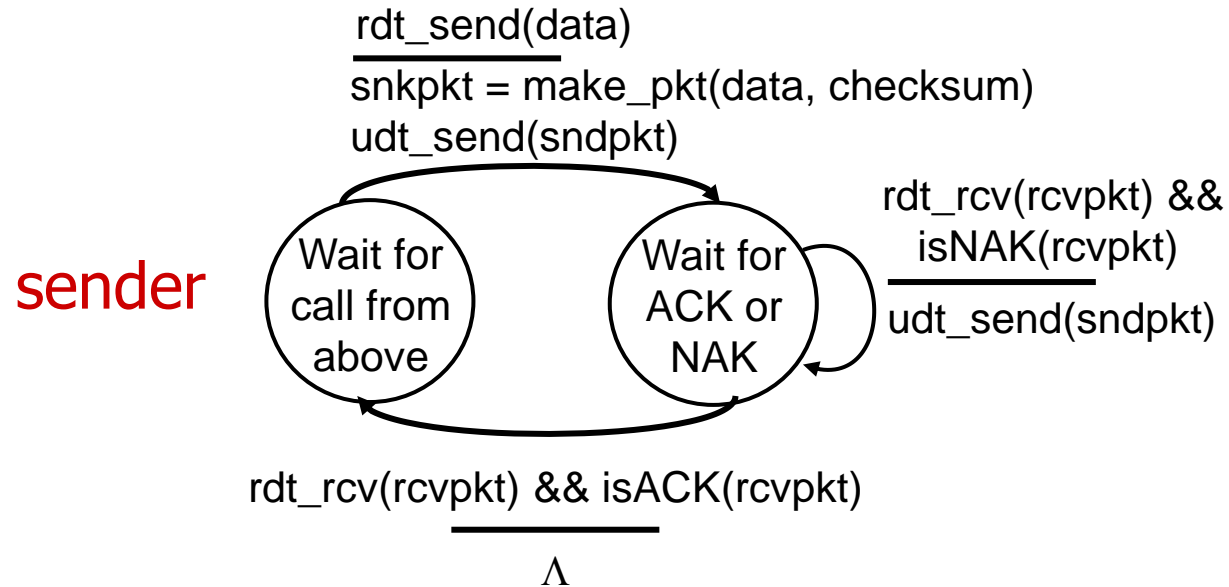 rdt_send(data)
snkpkt = make_pkt(data, checksum)
udt_send(sndpkt)
sender
Wait for
call from
above
Wait for
ACK or
NAK
rdt_rcv(rcvpkt) &&
isNAK(rcvpkt)
udt_send(sndpkt)
rdt_rcv(rcvpkt) && isACK(rcvpkt)
Λ